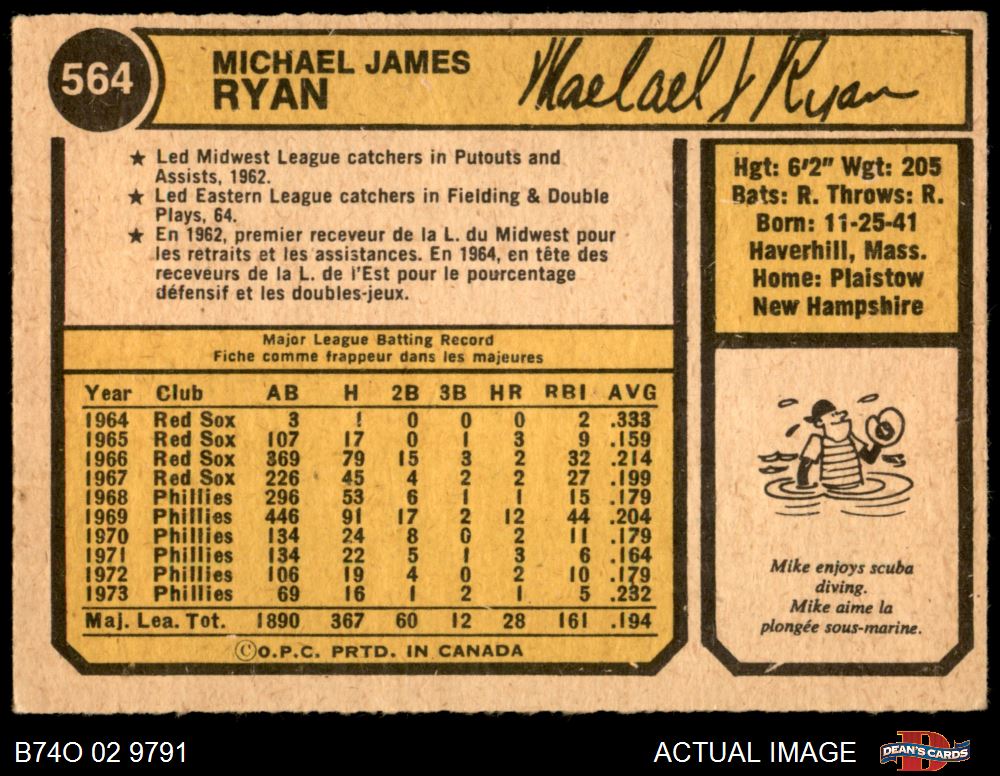 564
MICHAEL JAMES
RYAN
Michael J Ryan
★ Led Midwest League catchers in Putouts and
Assists, 1962.
★ Led Eastern League catchers in Fielding & Double
Plays, 64.
★ En 1962, premier receveur de la L. du Midwest pour
les retraits et les assistances. En 1964, en tête des
receveurs de la L. de l'Est pour le pourcentage
défensif et les doubles-jeux.
Hgt: 6'2" Wgt: 205
Bats: R. Throws: R.
Born: 11-25-41
Haverhill, Mass.
Home: Plaistow
New Hampshire
Major League Batting Record
Fiche comme frappeur dans les majeures
Year Club AB H 2B 3B HR RBI AVG
1964 Red Sox 3 1 0 0 0 2 .333
1965 Red Sox 107 17 0 1 3 9 .159
1966 Red Sox 369 79 15 3 2 32 .214
1967 Red Sox 226 45 4 2 2 27 .199
1968 Phillies 296 53 6 1 1 15 .179
1969 Phillies 446 91 17 2 12 44 .204
1970 Phillies 134 24 8 0 2 11 .179
1971 Phillies 134 22 5 1 3 6 .164
1972 Phillies 106 19 4 0 2 10 .179
1973 Phillies 69 16 1 2 1 5 .232
Maj. Lea. Tot. 1890 367 60 12 28 161 .194
©O.P.C. PRTD. IN CANADA
Mike enjoys scuba
diving.
Mike aime la
plongée sous-marine.
B74O 02 9791
ACTUAL IMAGE
DEAN'S CARDS